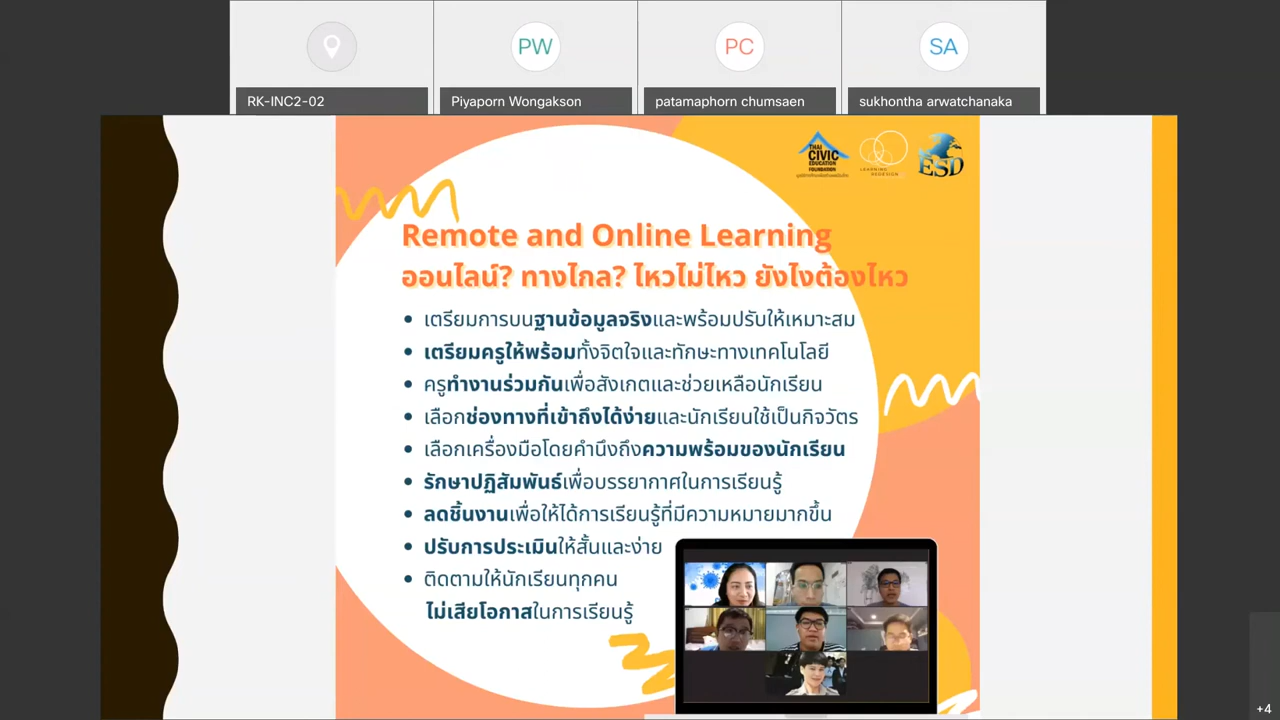 PW
PC
SA
RK-INC2-02
Piyaporn Wongakson
patamaphorn chumsaen
sukhontha arwatchanaka
THAI
CIVIC
EDUCATION
FOUNDATION
LEARNING
REDESIGN
ESD
Remote and Online Learning
ออนไลน์? ทางไกล? ไหวไม่ไหว ยังไงต้องไหว
• เตรียมการบนฐานข้อมูลจริงและพร้อมปรับให้เหมาะสม
• เตรียมครูให้พร้อมทั้งจิตใจและทักษะทางเทคโนโลยี
• ครูทำงานร่วมกันเพื่อสังเกตและช่วยเหลือนักเรียน
• เลือกช่องทางที่เข้าถึงได้ง่ายและนักเรียนใช้เป็นกิจวัตร
• เลือกเครื่องมือโดยคำนึงถึงความพร้อมของนักเรียน
• รักษาปฏิสัมพันธ์เพื่อบรรยากาศในการเรียนรู้
• ลดชิ้นงานเพื่อให้ได้การเรียนรู้ที่มีความหมายมากขึ้น
• ปรับการประเมินให้สั้นและง่าย
• ติดตามให้นักเรียนทุกคน
ไม่เสียโอกาสในการเรียนรู้
+4